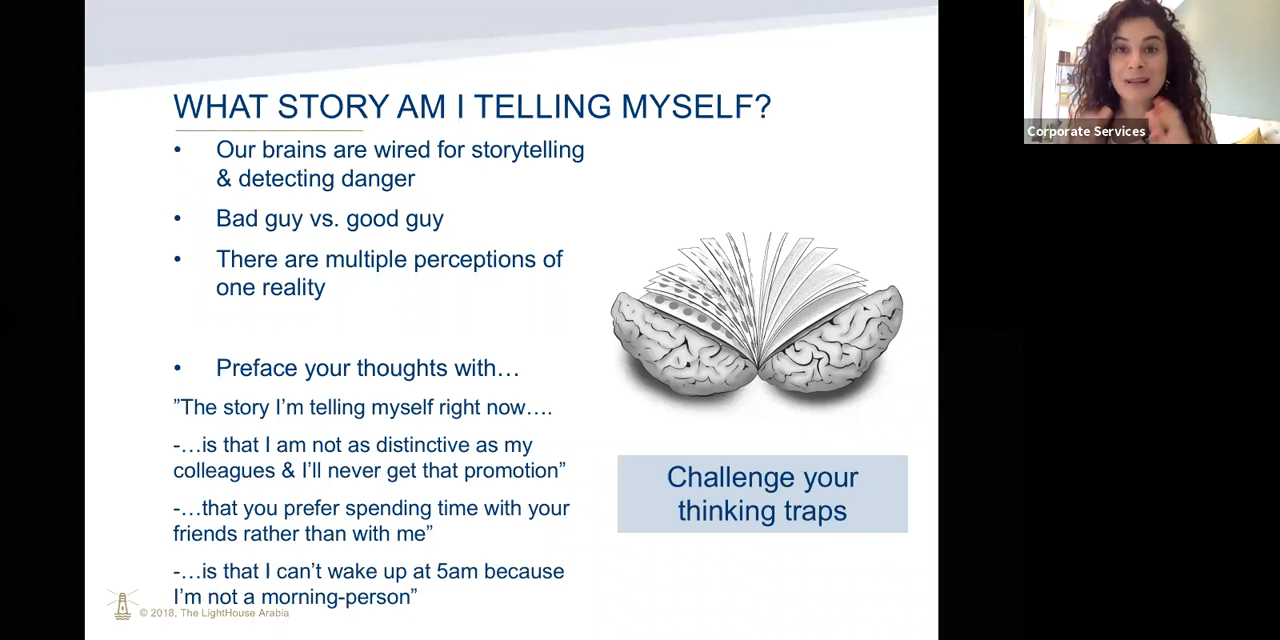 WHAT STORY AM I TELLING MYSELF?
• Our brains are wired for storytelling
& detecting danger
• Bad guy vs. good guy
• There are multiple perceptions of
one reality
• Preface your thoughts with…
”The story I’m telling myself right now….
-…is that I am not as distinctive as my
colleagues & I’ll never get that promotion”
-…that you prefer spending time with your
friends rather than with me”
-…is that I can’t wake up at 5am because
I’m not a morning-person”
© 2018, The LightHouse Arabia
Challenge your
thinking traps
Corporate Services